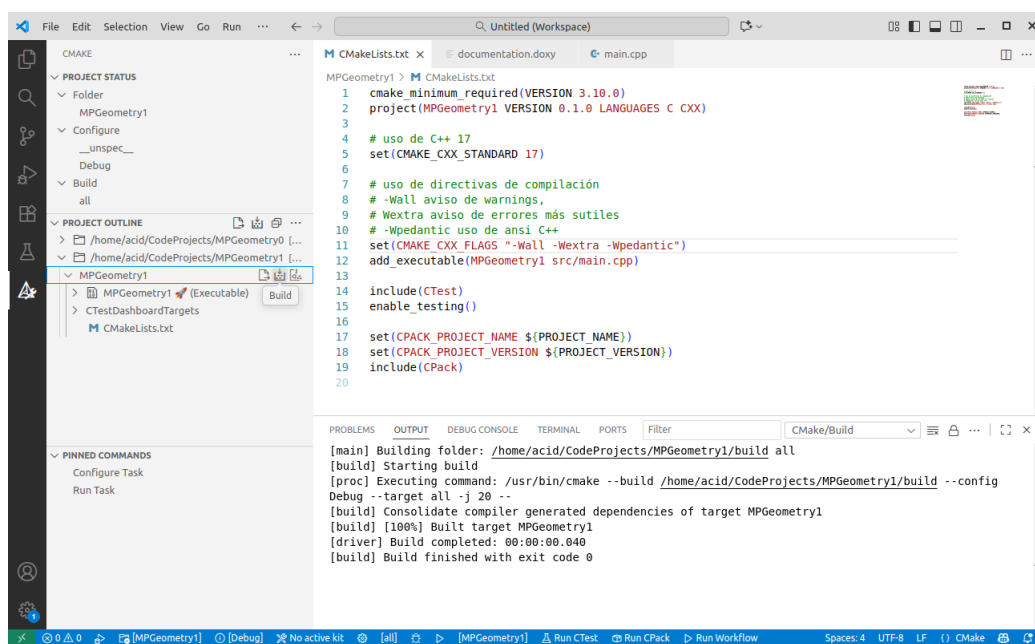 File Edit Selection View Go Run ··· Untitled (Workspace)
CMAKE ···
PROJECT STATUS
Folder
MPGeometry1
Configure
__unspec__
Debug
Build
all
PROJECT OUTLINE ···
/home/acid/CodeProjects/MPGeometry0 [...
/home/acid/CodeProjects/MPGeometry1 [...
MPGeometry1
MPGeometry1 🚀 (Executable)
Build
CTestDashboardTargets
M CMakeLists.txt
PINNED COMMANDS
Configure Task
Run Task
M CMakeLists.txt × documentation.doxy main.cpp
MPGeometry1 > M CMakeLists.txt
1 cmake_minimum_required(VERSION 3.10.0)
2 project(MPGeometry1 VERSION 0.1.0 LANGUAGES C CXX)
3
4 # uso de C++ 17
5 set(CMAKE_CXX_STANDARD 17)
6
7 # uso de directivas de compilación
8 # -Wall aviso de warnings,
9 # Wextra aviso de errores más sutiles
10 # -Wpedantic uso de ansi C++
11 set(CMAKE_CXX_FLAGS "-Wall -Wextra -Wpedantic")
12 add_executable(MPGeometry1 src/main.cpp)
13
14 include(CTest)
15 enable_testing()
16
17 set(CPACK_PROJECT_NAME ${PROJECT_NAME})
18 set(CPACK_PROJECT_VERSION ${PROJECT_VERSION})
19 include(CPack)
20
PROBLEMS OUTPUT DEBUG CONSOLE TERMINAL PORTS Filter CMake/Build ···
[main] Building folder: /home/acid/CodeProjects/MPGeometry1/build all
[build] Starting build
[proc] Executing command: /usr/bin/cmake --build /home/acid/CodeProjects/MPGeometry1/build --config
Debug --target all -j 20 --
[build] Consolidate compiler generated dependencies of target MPGeometry1
[build] [100%] Built target MPGeometry1
[driver] Build completed: 00:00:00.040
[build] Build finished with exit code 0
1
0 0 [MPGeometry1] [Debug] No active kit [all] [MPGeometry1] Run CTest Run CPack Run Workflow Spaces: 4 UTF-8 LF {} CMake